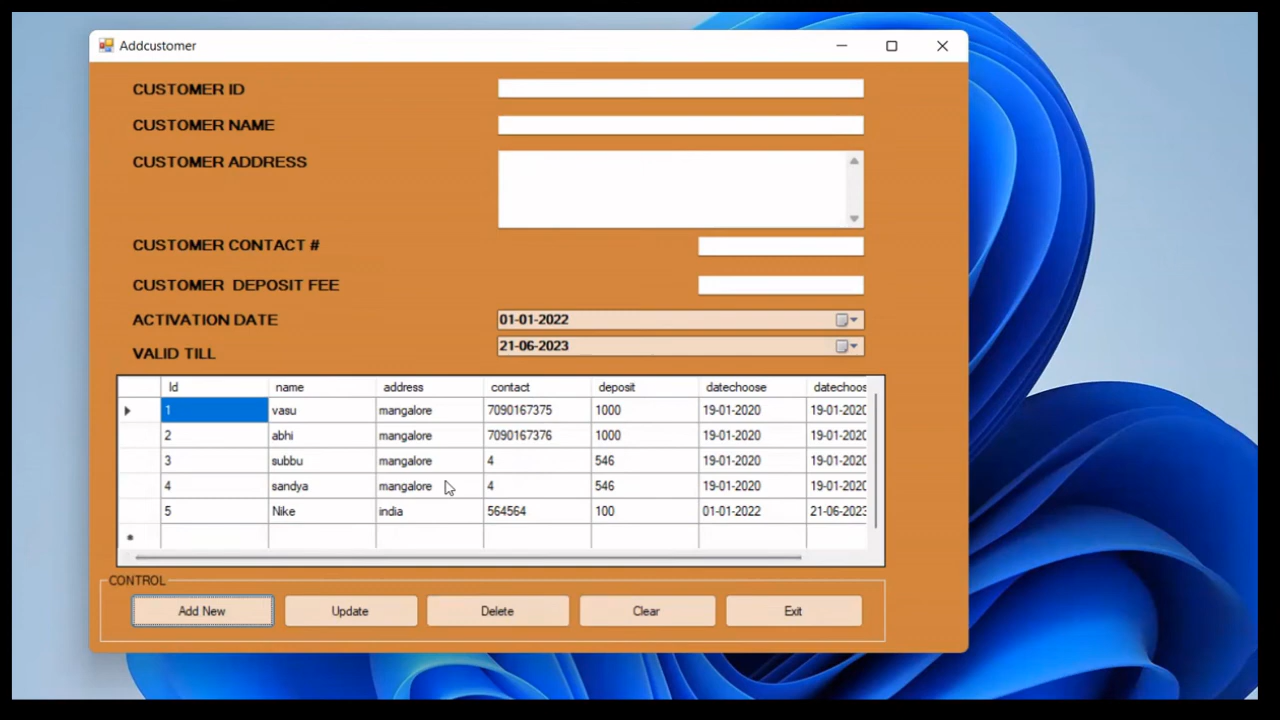 Addcustomer
CUSTOMER ID
CUSTOMER NAME
CUSTOMER ADDRESS
CUSTOMER CONTACT #
CUSTOMER DEPOSIT FEE
ACTIVATION DATE 01-01-2022
VALID TILL 21-06-2023
Id name address contact deposit datechoose datechoos
1 vasu mangalore 7090167375 1000 19-01-2020 19-01-2020
2 abhi mangalore 7090167376 1000 19-01-2020 19-01-2020
3 subbu mangalore 4 546 19-01-2020 19-01-2020
4 sandya mangalore 4 546 19-01-2020 19-01-2020
5 Nike india 564564 100 01-01-2022 21-06-2023
CONTROL
Add New Update Delete Clear Exit